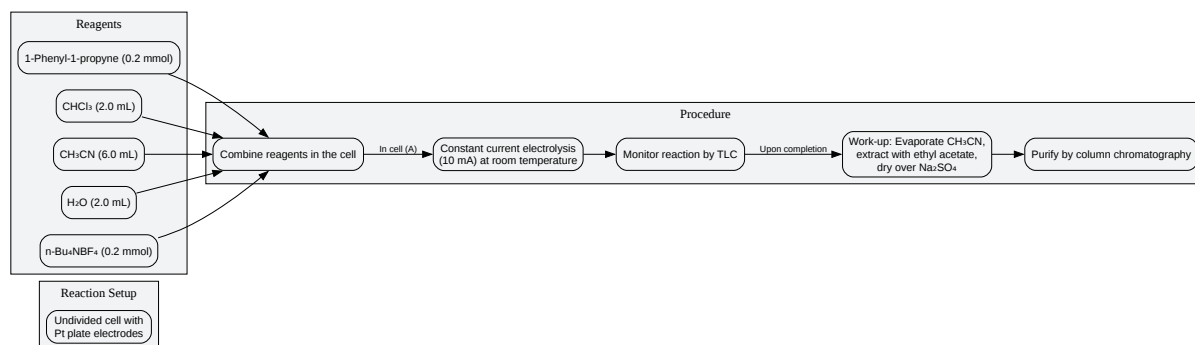 Reagents
1-Phenyl-1-propyne (0.2 mmol)
CHCl₃ (2.0 mL)
CH₃CN (6.0 mL)
H₂O (2.0 mL)
n-Bu₄NBF₄ (0.2 mmol)
Reaction Setup
Undivided cell with
Pt plate electrodes
Procedure
Combine reagents in the cell
In cell (A)
Constant current electrolysis
(10 mA) at room temperature
Monitor reaction by TLC
Upon completion
Work-up: Evaporate CH₃CN,
extract with ethyl acetate,
dry over Na₂SO₄
Purify by column chromatography